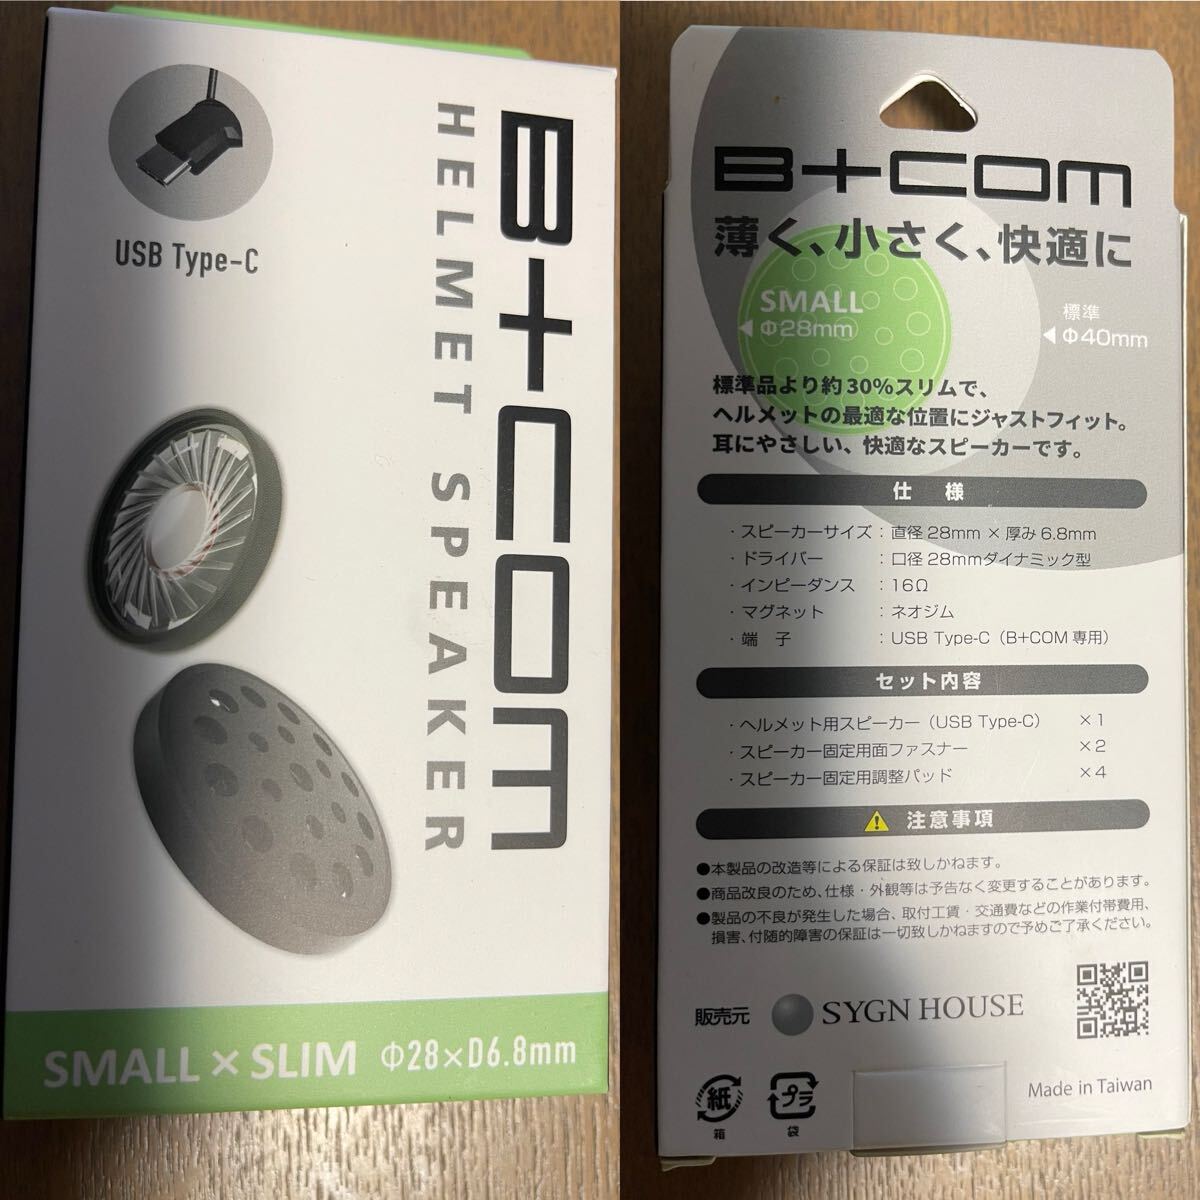 USB Type-C
B+COM
HELMET SPEAKER
SMALL × SLIM Φ28×D6.8mm
B+COM
薄く、小さく、快適に
SMALL
◀ Φ28mm
標準
◀ Φ40mm
標準品より約30%スリムで、
ヘルメットの最適な位置にジャストフィット。
耳にやさしい、快適なスピーカーです。
仕　様
・スピーカーサイズ : 直径28mm × 厚み6.8mm
・ドライバー : 口径28mmダイナミック型
・インピーダンス : 16Ω
・マグネット : ネオジム
・端　子 : USB Type-C（B+COM専用）
セット内容
・ヘルメット用スピーカー（USB Type-C） ×1
・スピーカー固定用面ファスナー ×2
・スピーカー固定用調整パッド ×4
注意事項
●本製品の改造等による保証は致しかねます。
●商品改良のため、仕様・外観等は予告なく変更することがあります。
●製品の不良が発生した場合、取付工賃・交通費などの作業付帯費用、
損害、付随的障害の保証は一切致しかねますので予めご了承ください。
販売元 SYGN HOUSE
紙
箱
プラ
袋
Made in Taiwan